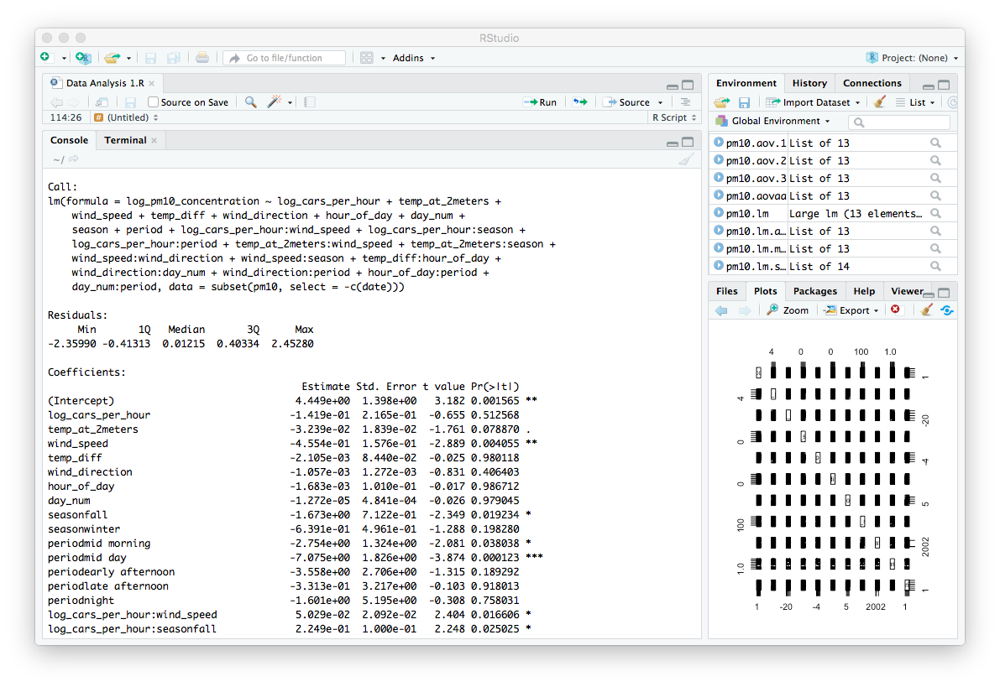 RStudio
Go to file/function
Addins
Project: (None)
Data Analysis 1.R
Source on Save
Run
Source
114:26
(Untitled)
R Script
Console
Terminal
~/
Call:
lm(formula = log_pm10_concentration ~ log_cars_per_hour + temp_at_2meters +
wind_speed + temp_diff + wind_direction + hour_of_day + day_num +
season + period + log_cars_per_hour:wind_speed + log_cars_per_hour:season +
log_cars_per_hour:period + temp_at_2meters:wind_speed + temp_at_2meters:season +
wind_speed:wind_direction + wind_speed:season + temp_diff:hour_of_day +
wind_direction:day_num + wind_direction:period + hour_of_day:period +
day_num:period, data = subset(pm10, select = -c(date)))
Residuals:
Min 1Q Median 3Q Max
-2.35990 -0.41313 0.01215 0.40334 2.45280
Coefficients:
Estimate Std. Error t value Pr(>|t|)
(Intercept) 4.449e+00 1.398e+00 3.182 0.001565 **
log_cars_per_hour -1.419e-01 2.165e-01 -0.655 0.512568
temp_at_2meters -3.239e-02 1.839e-02 -1.761 0.078870 .
wind_speed -4.554e-01 1.576e-01 -2.889 0.004055 **
temp_diff -2.105e-03 8.440e-02 -0.025 0.980118
wind_direction -1.057e-03 1.272e-03 -0.831 0.406403
hour_of_day -1.683e-03 1.010e-01 -0.017 0.986712
day_num -1.272e-05 4.841e-04 -0.026 0.979045
seasonfall -1.673e+00 7.122e-01 -2.349 0.019234 *
seasonwinter -6.391e-01 4.961e-01 -1.288 0.198280
periodmid morning -2.754e+00 1.324e+00 -2.081 0.038038 *
periodmid day -7.075e+00 1.826e+00 -3.874 0.000123 ***
periodearly afternoon -3.558e+00 2.706e+00 -1.315 0.189292
periodlate afternoon -3.313e-01 3.217e+00 -0.103 0.918013
periodnight -1.601e+00 5.195e+00 -0.308 0.758031
log_cars_per_hour:wind_speed 5.029e-02 2.092e-02 2.404 0.016606 *
log_cars_per_hour:seasonfall 2.249e-01 1.000e-01 2.248 0.025025 *
Environment
History
Connections
Import Dataset
List
Global Environment
pm10.aov.1 List of 13
pm10.aov.2 List of 13
pm10.aov.3 List of 13
pm10.aovaa List of 13
pm10.lm Large lm (13 elements…
pm10.lm.a… List of 13
pm10.lm.m… List of 13
pm10.lm.s… List of 14
Files
Plots
Packages
Help
Viewer
Zoom
Export
4 0 0 100 1.0
1
4
-20
0
-4
0
5
100
2002
1.0
1
1 -20 -4 5 2002 1